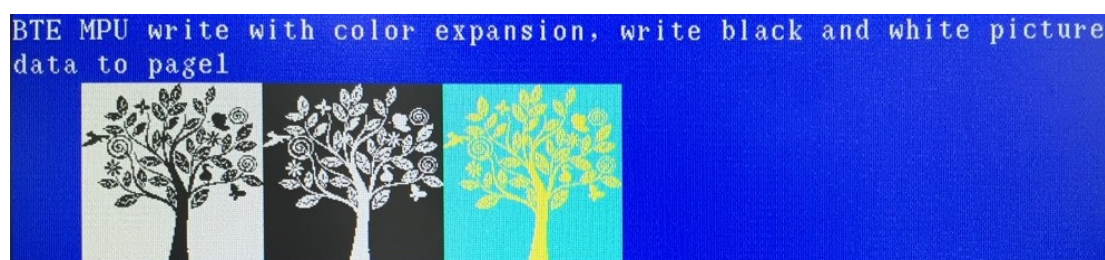 BTE MPU write with color expansion, write black and white picture
data to page1